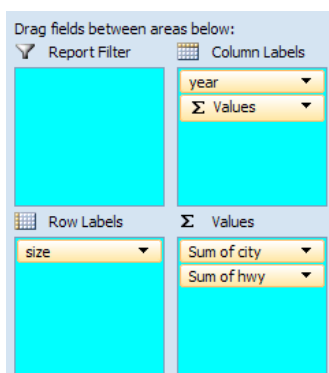 Drag fields between areas below:
Report Filter
Column Labels
year
Σ Values
Row Labels
Σ Values
size
Sum of city
Sum of hwy